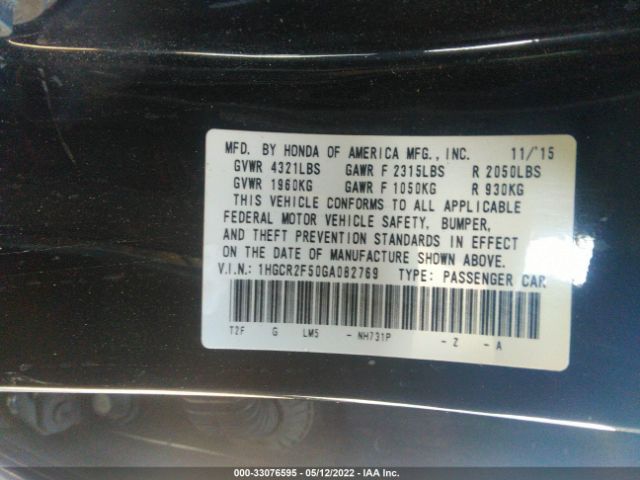 MFD. BY HONDA OF AMERICA MFG., INC. 11/'15
GVWR 4321LBS GAWR F 2315LBS R 2050LBS
GVWR 1960KG GAWR F 1050KG R 930KG
THIS VEHICLE CONFORMS TO ALL APPLICABLE
FEDERAL MOTOR VEHICLE SAFETY, BUMPER,
AND THEFT PREVENTION STANDARDS IN EFFECT
ON THE DATE OF MANUFACTURE SHOWN ABOVE.
V.I.N.: 1HGCR2F50GA082769 TYPE: PASSENGER CAR
T2F G LM5 - NH731P - Z - A
000-33076595 - 05/12/2022 - IAA Inc.